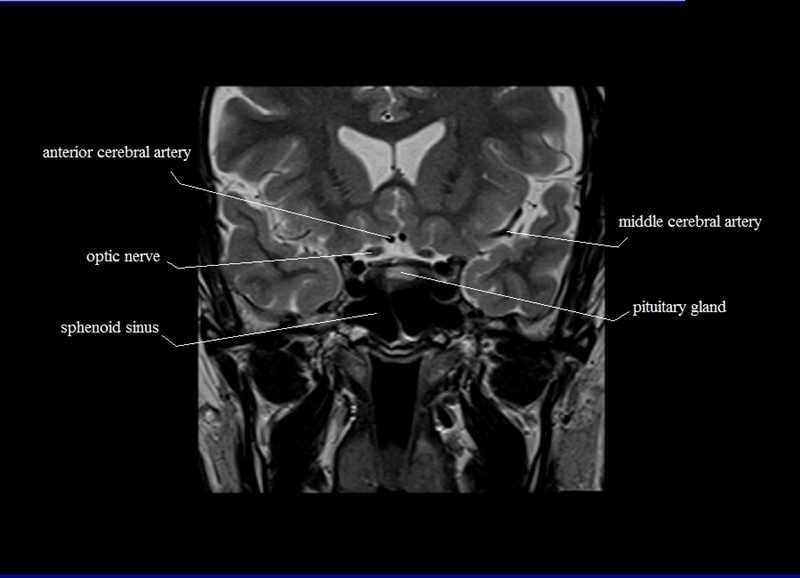 anterior cerebral artery
optic nerve
sphenoid sinus
middle cerebral artery
pituitary gland